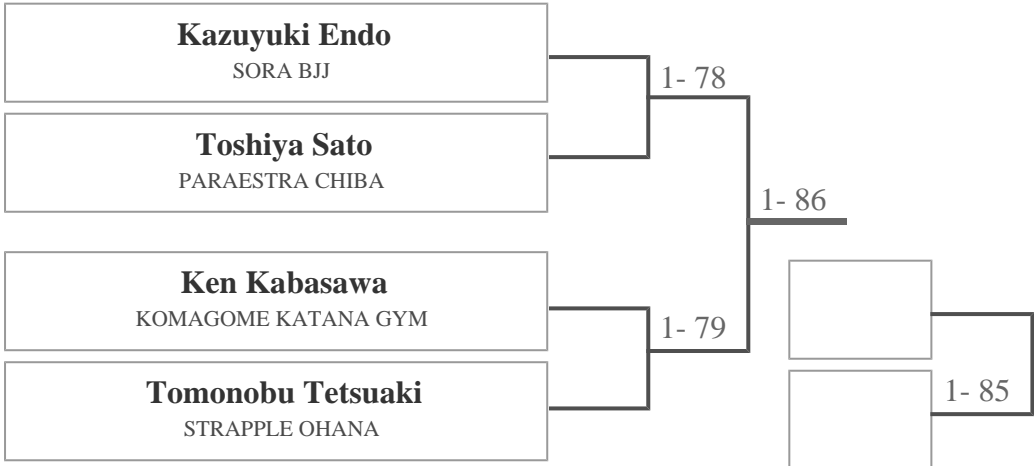 Kazuyuki Endo
SORA BJJ
1- 78
Toshiya Sato
PARAESTRA CHIBA
1- 86
Ken Kabasawa
KOMAGOME KATANA GYM
1- 79
Tomonobu Tetsuaki
STRAPPLE OHANA
1- 85